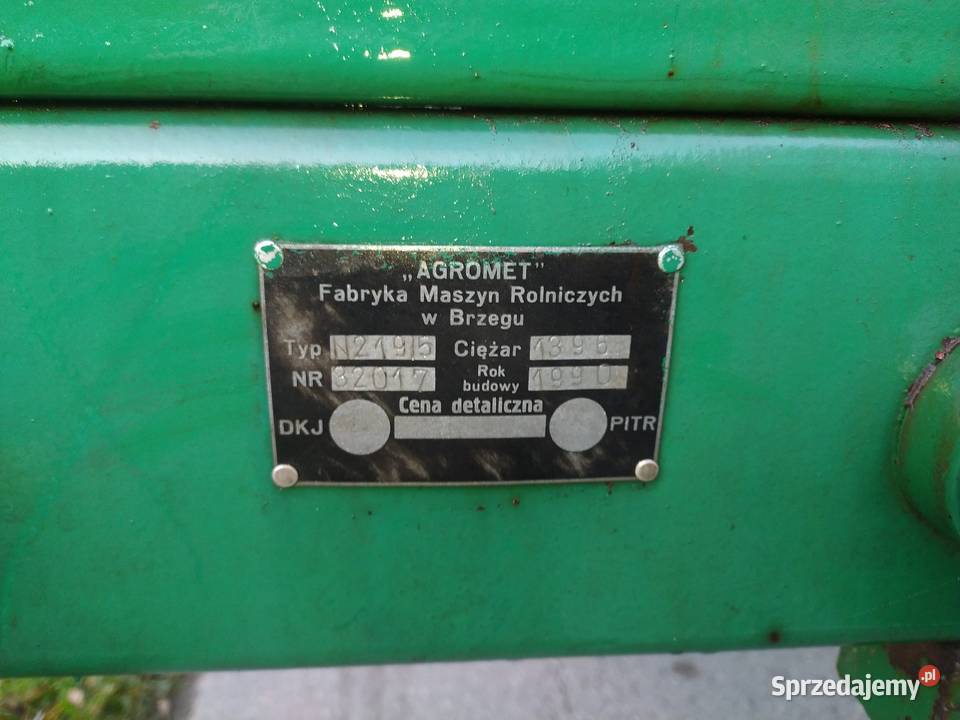 „AGROMET”
Fabryka Maszyn Rolniczych
w Brzegu
Typ N219/5 Ciężar 1396
NR 32017 Rok budowy 1990
Cena detaliczna
DKJ PITR
Sprzedajemy.pl